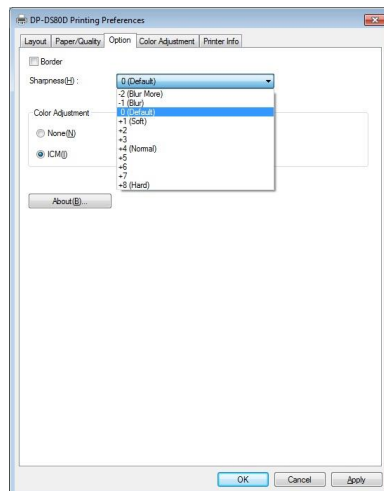 DP-DS80D Printing Preferences
Layout Paper/Quality Option Color Adjustment Printer Info
Border
Sharpness(H) : 0 (Default)
-2 (Blur More)
-1 (Blur)
0 (Default)
+1 (Soft)
Color Adjustment
+2
None(N)
+3
+4 (Normal)
ICM(I)
+5
+6
+7
+8 (Hard)
About(B)...
OK Cancel Apply